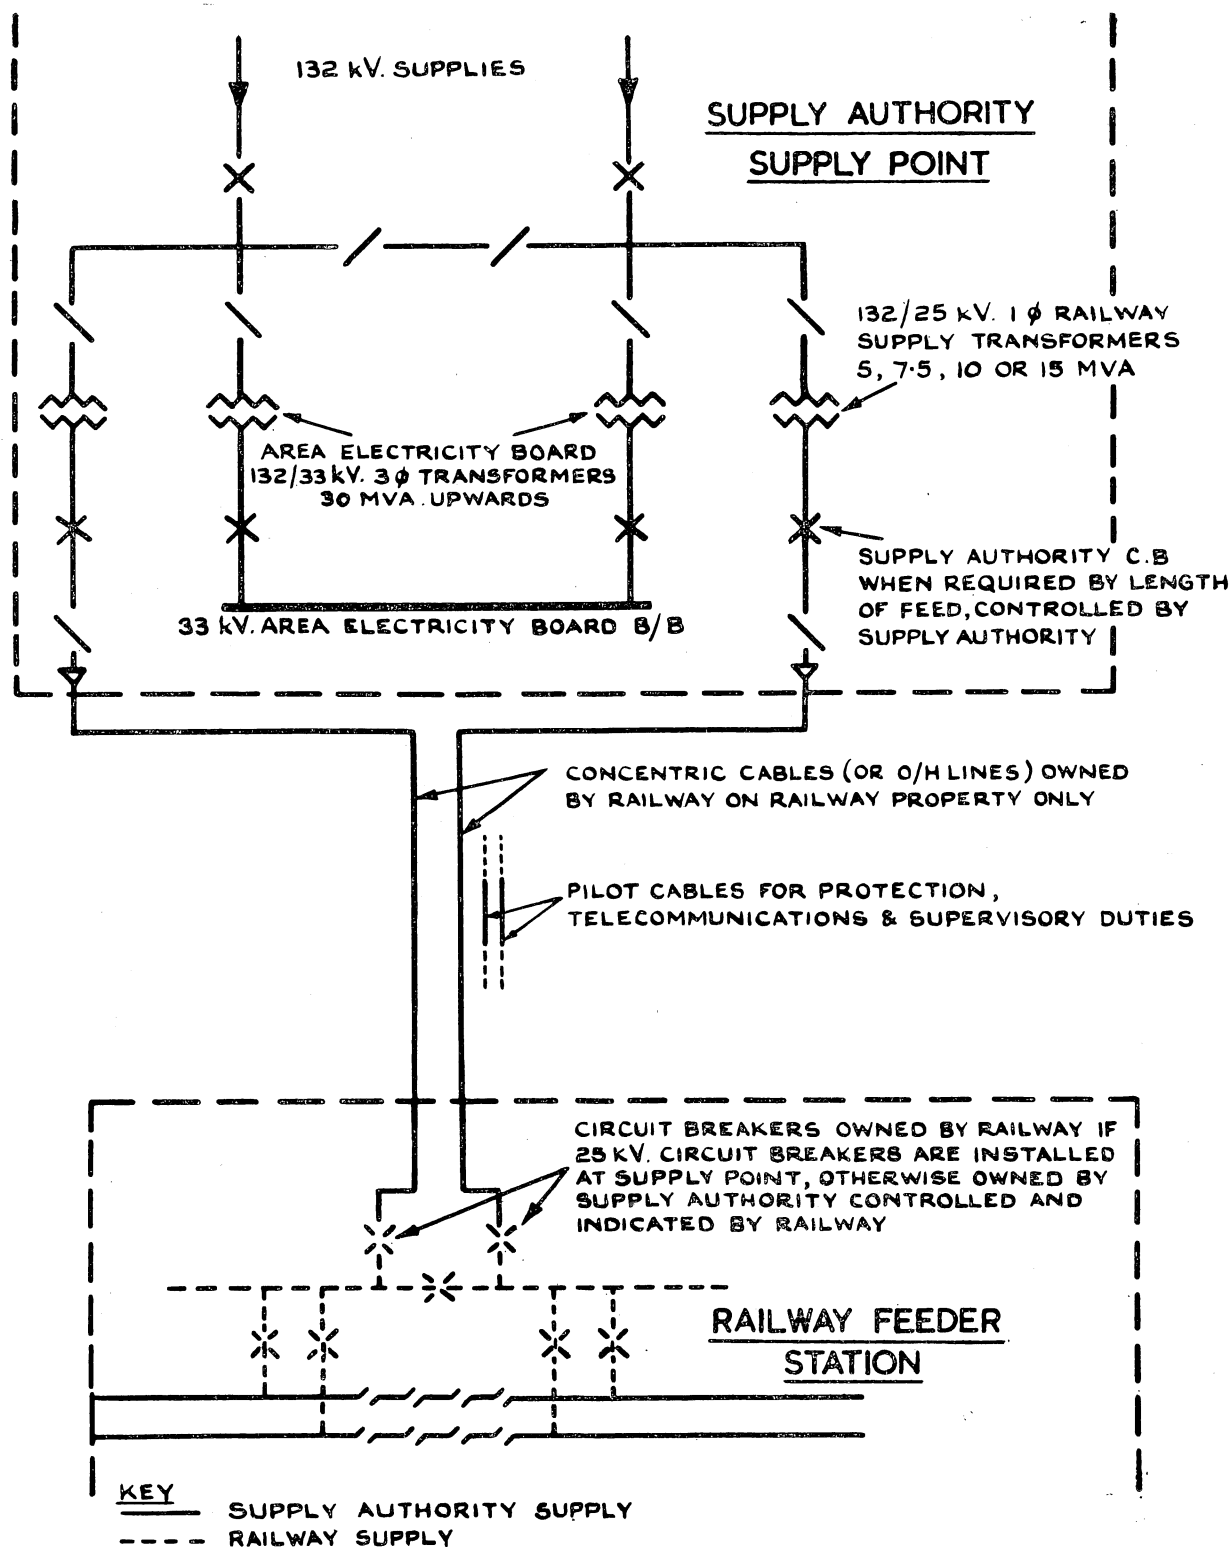 132 kV. SUPPLIES
SUPPLY AUTHORITY
SUPPLY POINT
132/25 kV. 1 ϕ RAILWAY
SUPPLY TRANSFORMERS
5, 7·5, 10 OR 15 MVA
AREA ELECTRICITY BOARD
132/33 kV. 3ϕ TRANSFORMERS
30 MVA. UPWARDS
SUPPLY AUTHORITY C.B
WHEN REQUIRED BY LENGTH
OF FEED, CONTROLLED BY
SUPPLY AUTHORITY
33 kV. AREA ELECTRICITY BOARD B/B
CONCENTRIC CABLES (OR O/H LINES) OWNED
BY RAILWAY ON RAILWAY PROPERTY ONLY
PILOT CABLES FOR PROTECTION,
TELECOMMUNICATIONS & SUPERVISORY DUTIES
CIRCUIT BREAKERS OWNED BY RAILWAY IF
25 KV. CIRCUIT BREAKERS ARE INSTALLED
AT SUPPLY POINT, OTHERWISE OWNED BY
SUPPLY AUTHORITY CONTROLLED AND
INDICATED BY RAILWAY
RAILWAY FEEDER
STATION
KEY
SUPPLY AUTHORITY SUPPLY
RAILWAY SUPPLY